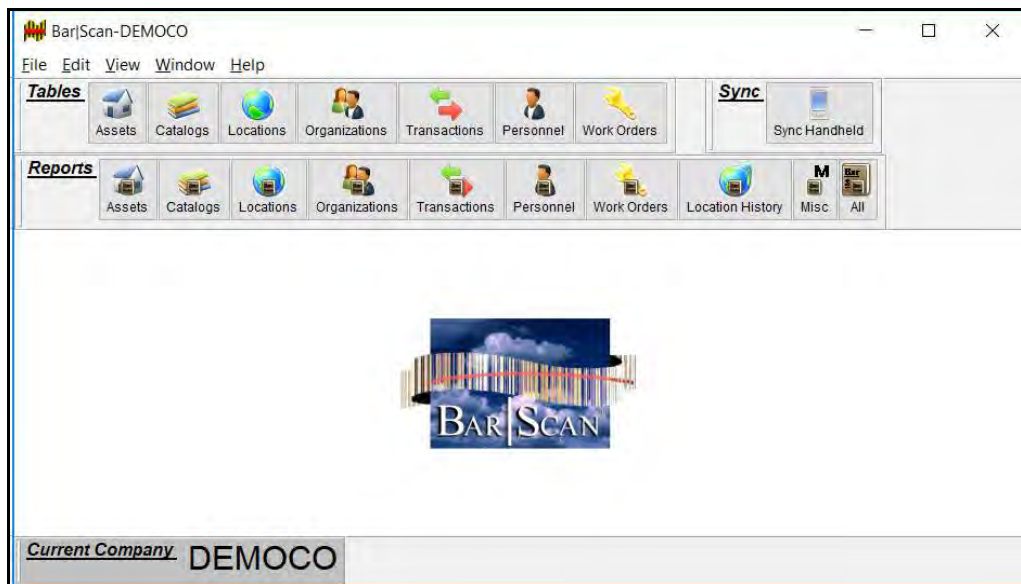 Bar|Scan-DEMOCO
File Edit View Window Help
Tables
Assets Catalogs Locations Organizations Transactions Personnel Work Orders
Sync
Sync Handheld
Reports
Assets Catalogs Locations Organizations Transactions Personnel Work Orders Location History Misc All
M
Bar
BAR|SCAN
Current Company DEMOCO